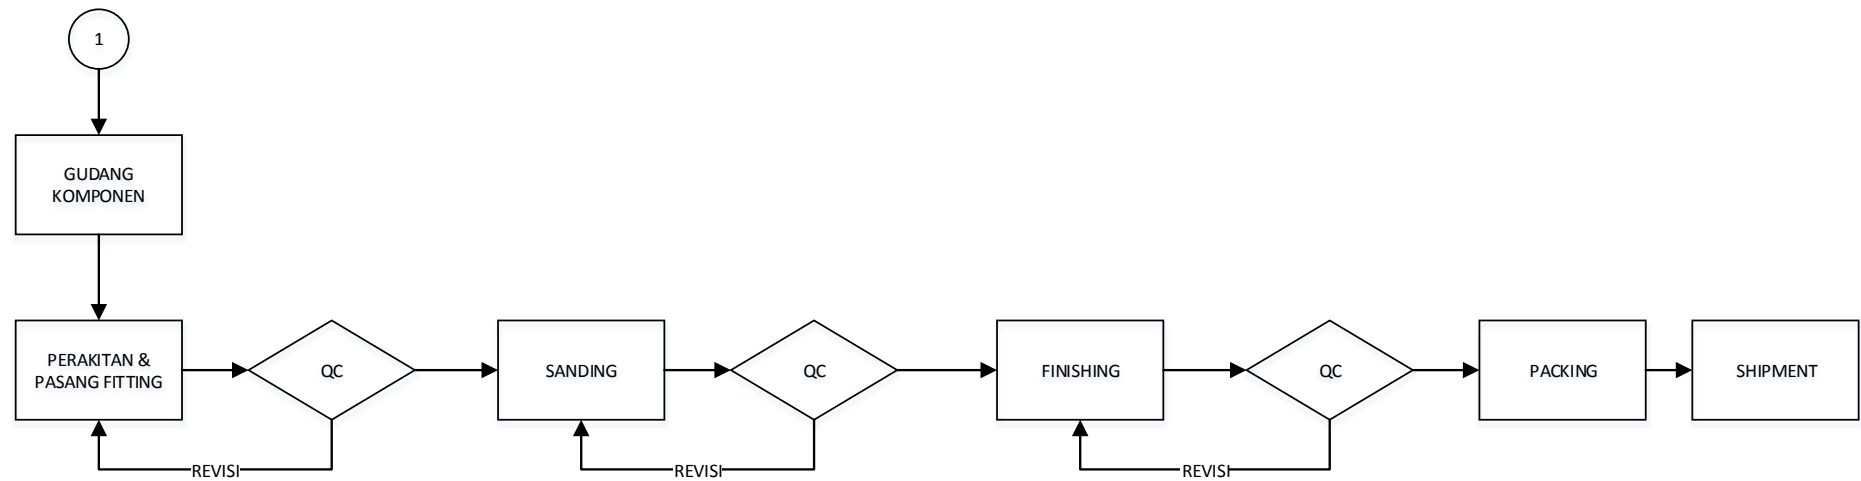 1
GUDANG
KOMPONEN
PERAKITAN &
PASANG FITTING
QC
SANDING
QC
FINISHING
QC
PACKING
SHIPMENT
REVISI
REVISI
REVISI